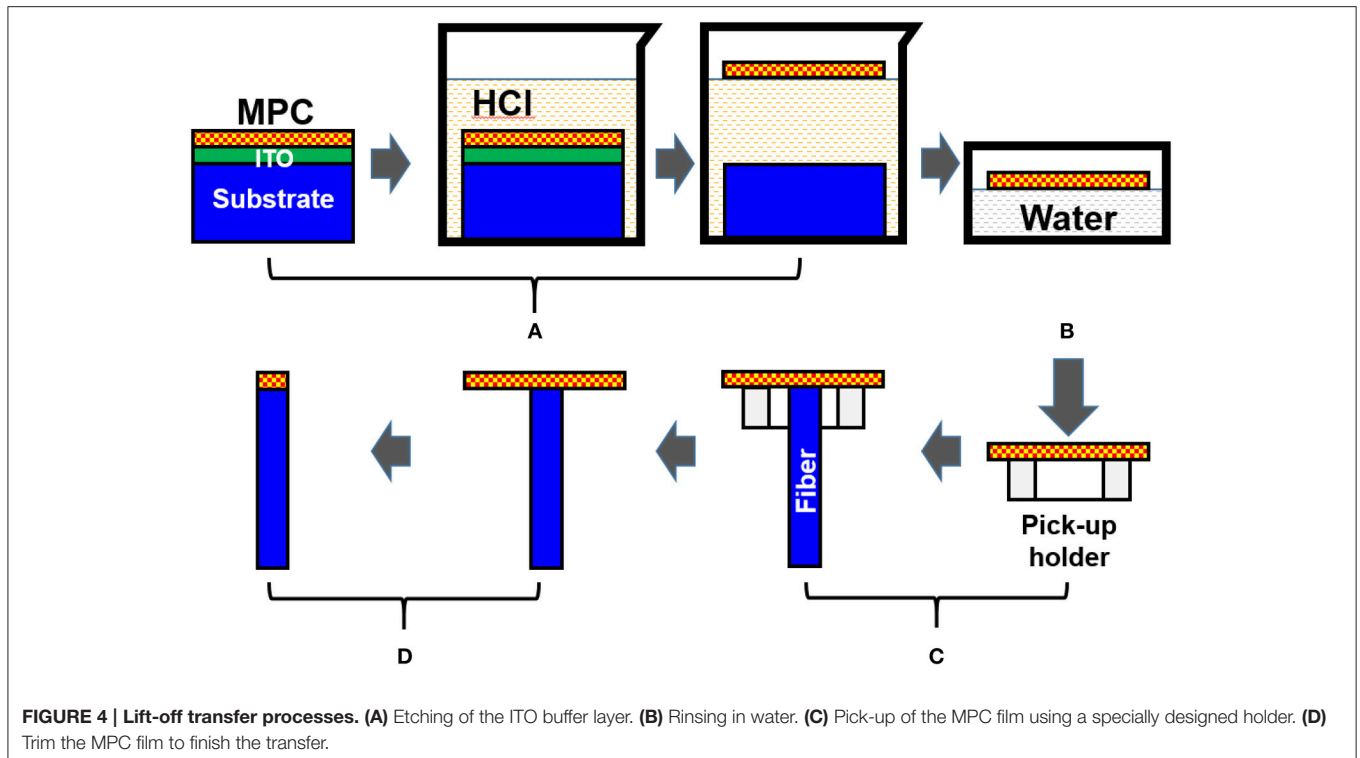 MPC
ITO
Substrate
HCl
Water
A
B
Fiber
Pick-up
holder
D
C
FIGURE 4 | Lift-off transfer processes. (A) Etching of the ITO buffer layer. (B) Rinsing in water. (C) Pick-up of the MPC film using a specially designed holder. (D)
Trim the MPC film to finish the transfer.